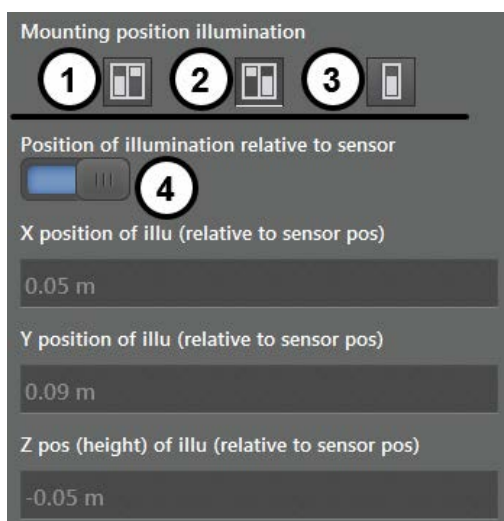 Mounting position illumination
1 2 3
Position of illumination relative to sensor
4
X position of illu (relative to sensor pos)
0.05 m
Y position of illu (relative to sensor pos)
0.09 m
Z pos (height) of illu (relative to sensor pos)
-0.05 m